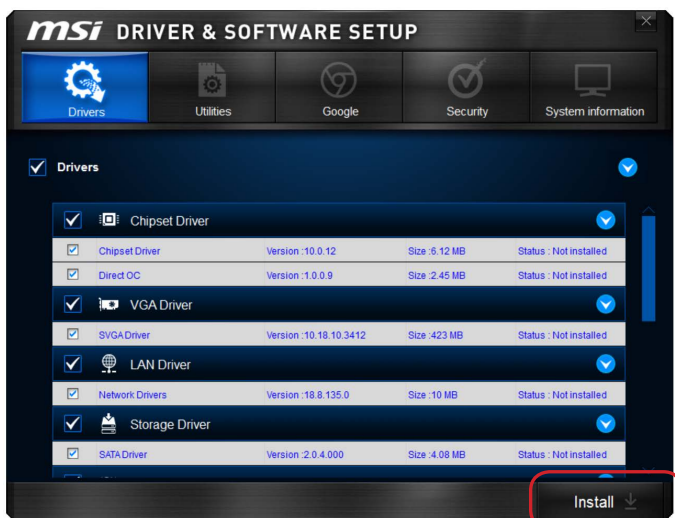 msi DRIVER & SOFTWARE SETUP
Drivers Utilities Google Security System information
Drivers
Chipset Driver
Chipset Driver Version :10.0.12 Size :6.12 MB Status : Not installed
Direct OC Version :1.0.0.9 Size :2.45 MB Status : Not installed
VGA Driver
SVGADriver Version :10.18.10.3412 Size :423 MB Status : Not installed
LAN Driver
Network Drivers Version :18.8.135.0 Size :10 MB Status : Not installed
Storage Driver
SATADriver Version :2.0.4.000 Size :4.08 MB Status : Not installed
Install